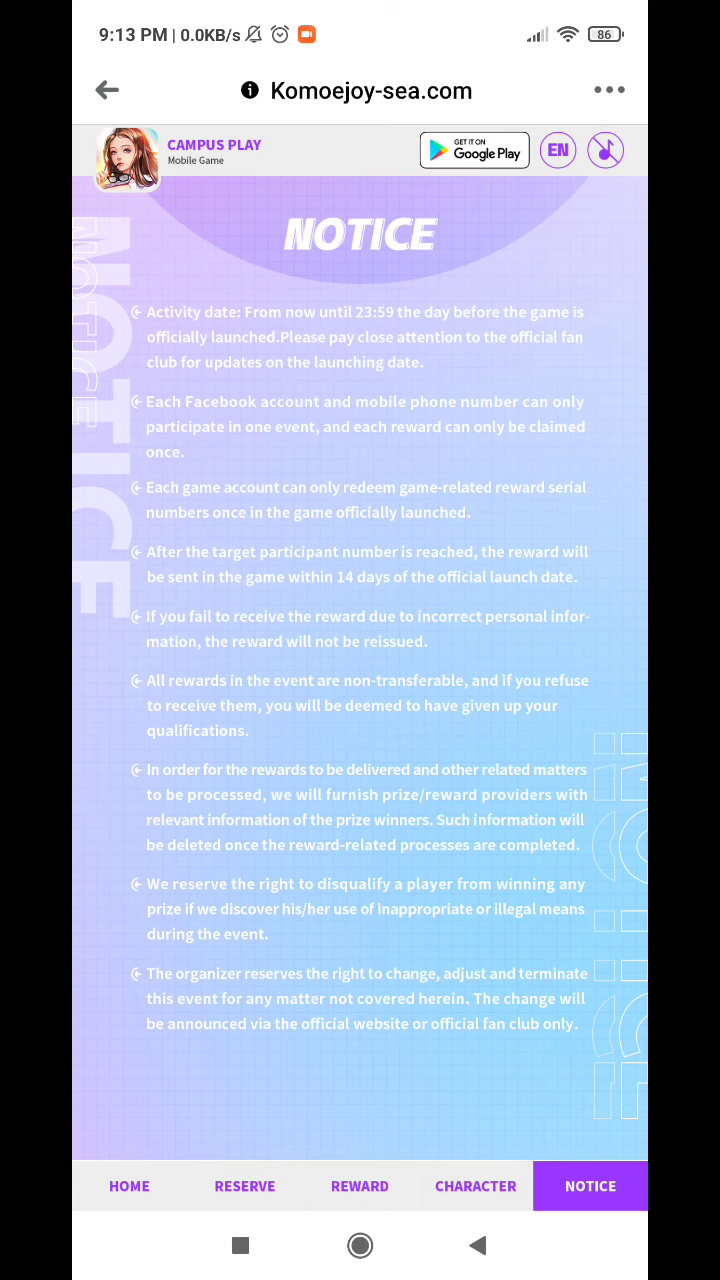 9:13 PM | 0.0KB/s
86
Komoejoy-sea.com
CAMPUS PLAY
Mobile Game
GET IT ON
Google Play
EN
NOTICE
NOTICE
NOTICE
Activity date: From now until 23:59 the day before the game is
officially launched.Please pay close attention to the official fan
club for updates on the launching date.
Each Facebook account and mobile phone number can only
participate in one event, and each reward can only be claimed
once.
Each game account can only redeem game-related reward serial
numbers once in the game officially launched.
After the target participant number is reached, the reward will
be sent in the game within 14 days of the official launch date.
If you fail to receive the reward due to incorrect personal infor-
mation, the reward will not be reissued.
All rewards in the event are non-transferable, and if you refuse
to receive them, you will be deemed to have given up your
qualifications.
In order for the rewards to be delivered and other related matters
to be processed, we will furnish prize/reward providers with
relevant information of the prize winners. Such information will
be deleted once the reward-related processes are completed.
We reserve the right to disqualify a player from winning any
prize if we discover his/her use of inappropriate or illegal means
during the event.
The organizer reserves the right to change, adjust and terminate
this event for any matter not covered herein. The change will
be announced via the official website or official fan club only.
HOME
RESERVE
REWARD
CHARACTER
NOTICE